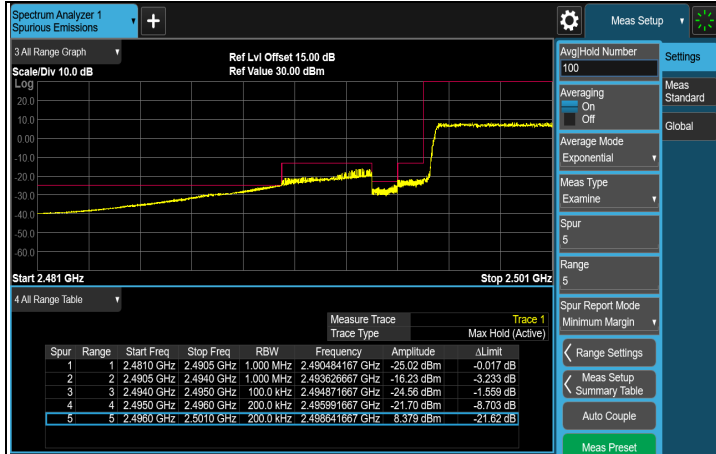 Spectrum Analyzer 1
Spurious Emissions
+
Meas Setup
3 All Range Graph
Ref Lvl Offset 15.00 dB
Scale/Div 10.0 dB
Ref Value 30.00 dBm
Log
20.0
10.0
0.00
-10.0
-20.0
-30.0
-40.0
-50.0
-60.0
Start 2.481 GHz
Stop 2.501 GHz
4 All Range Table
Measure Trace Trace 1
Trace Type Max Hold (Active)
Spur Range Start Freq Stop Freq RBW Frequency Amplitude ΔLimit
1 1 2.4810 GHz 2.4905 GHz 1.000 MHz 2.490484167 GHz -25.02 dBm -0.017 dB
2 2 2.4905 GHz 2.4940 GHz 1.000 MHz 2.493626667 GHz -16.23 dBm -3.233 dB
3 3 2.4940 GHz 2.4950 GHz 100.0 kHz 2.494871667 GHz -24.56 dBm -1.559 dB
4 4 2.4950 GHz 2.4960 GHz 200.0 kHz 2.495991667 GHz -21.70 dBm -8.703 dB
5 5 2.4960 GHz 2.5010 GHz 200.0 kHz 2.498641667 GHz 8.379 dBm -21.62 dB
Avg|Hold Number
100
Averaging
On
Off
Average Mode
Exponential
Meas Type
Examine
Spur
5
Range
5
Spur Report Mode
Minimum Margin
Range Settings
Meas Setup
Summary Table
Auto Couple
Meas Preset
Settings
Meas
Standard
Global